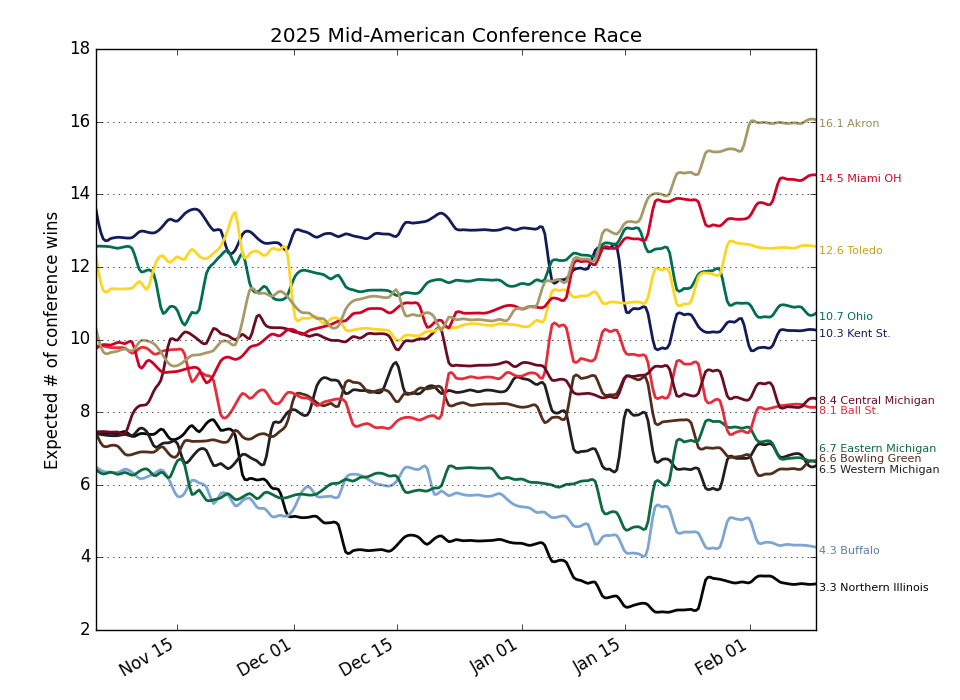 2025 Mid-American Conference Race
Expected # of conference wins
18
16
14
12
10
8
6
4
2
16.1 Akron
14.5 Miami OH
12.6 Toledo
10.7 Ohio
10.3 Kent St.
8.4 Central Michigan
8.1 Ball St.
6.7 Eastern Michigan
6.6 Bowling Green
6.5 Western Michigan
4.3 Buffalo
3.3 Northern Illinois
Nov 15
Dec 01
Dec 15
Jan 01
Jan 15
Feb 01